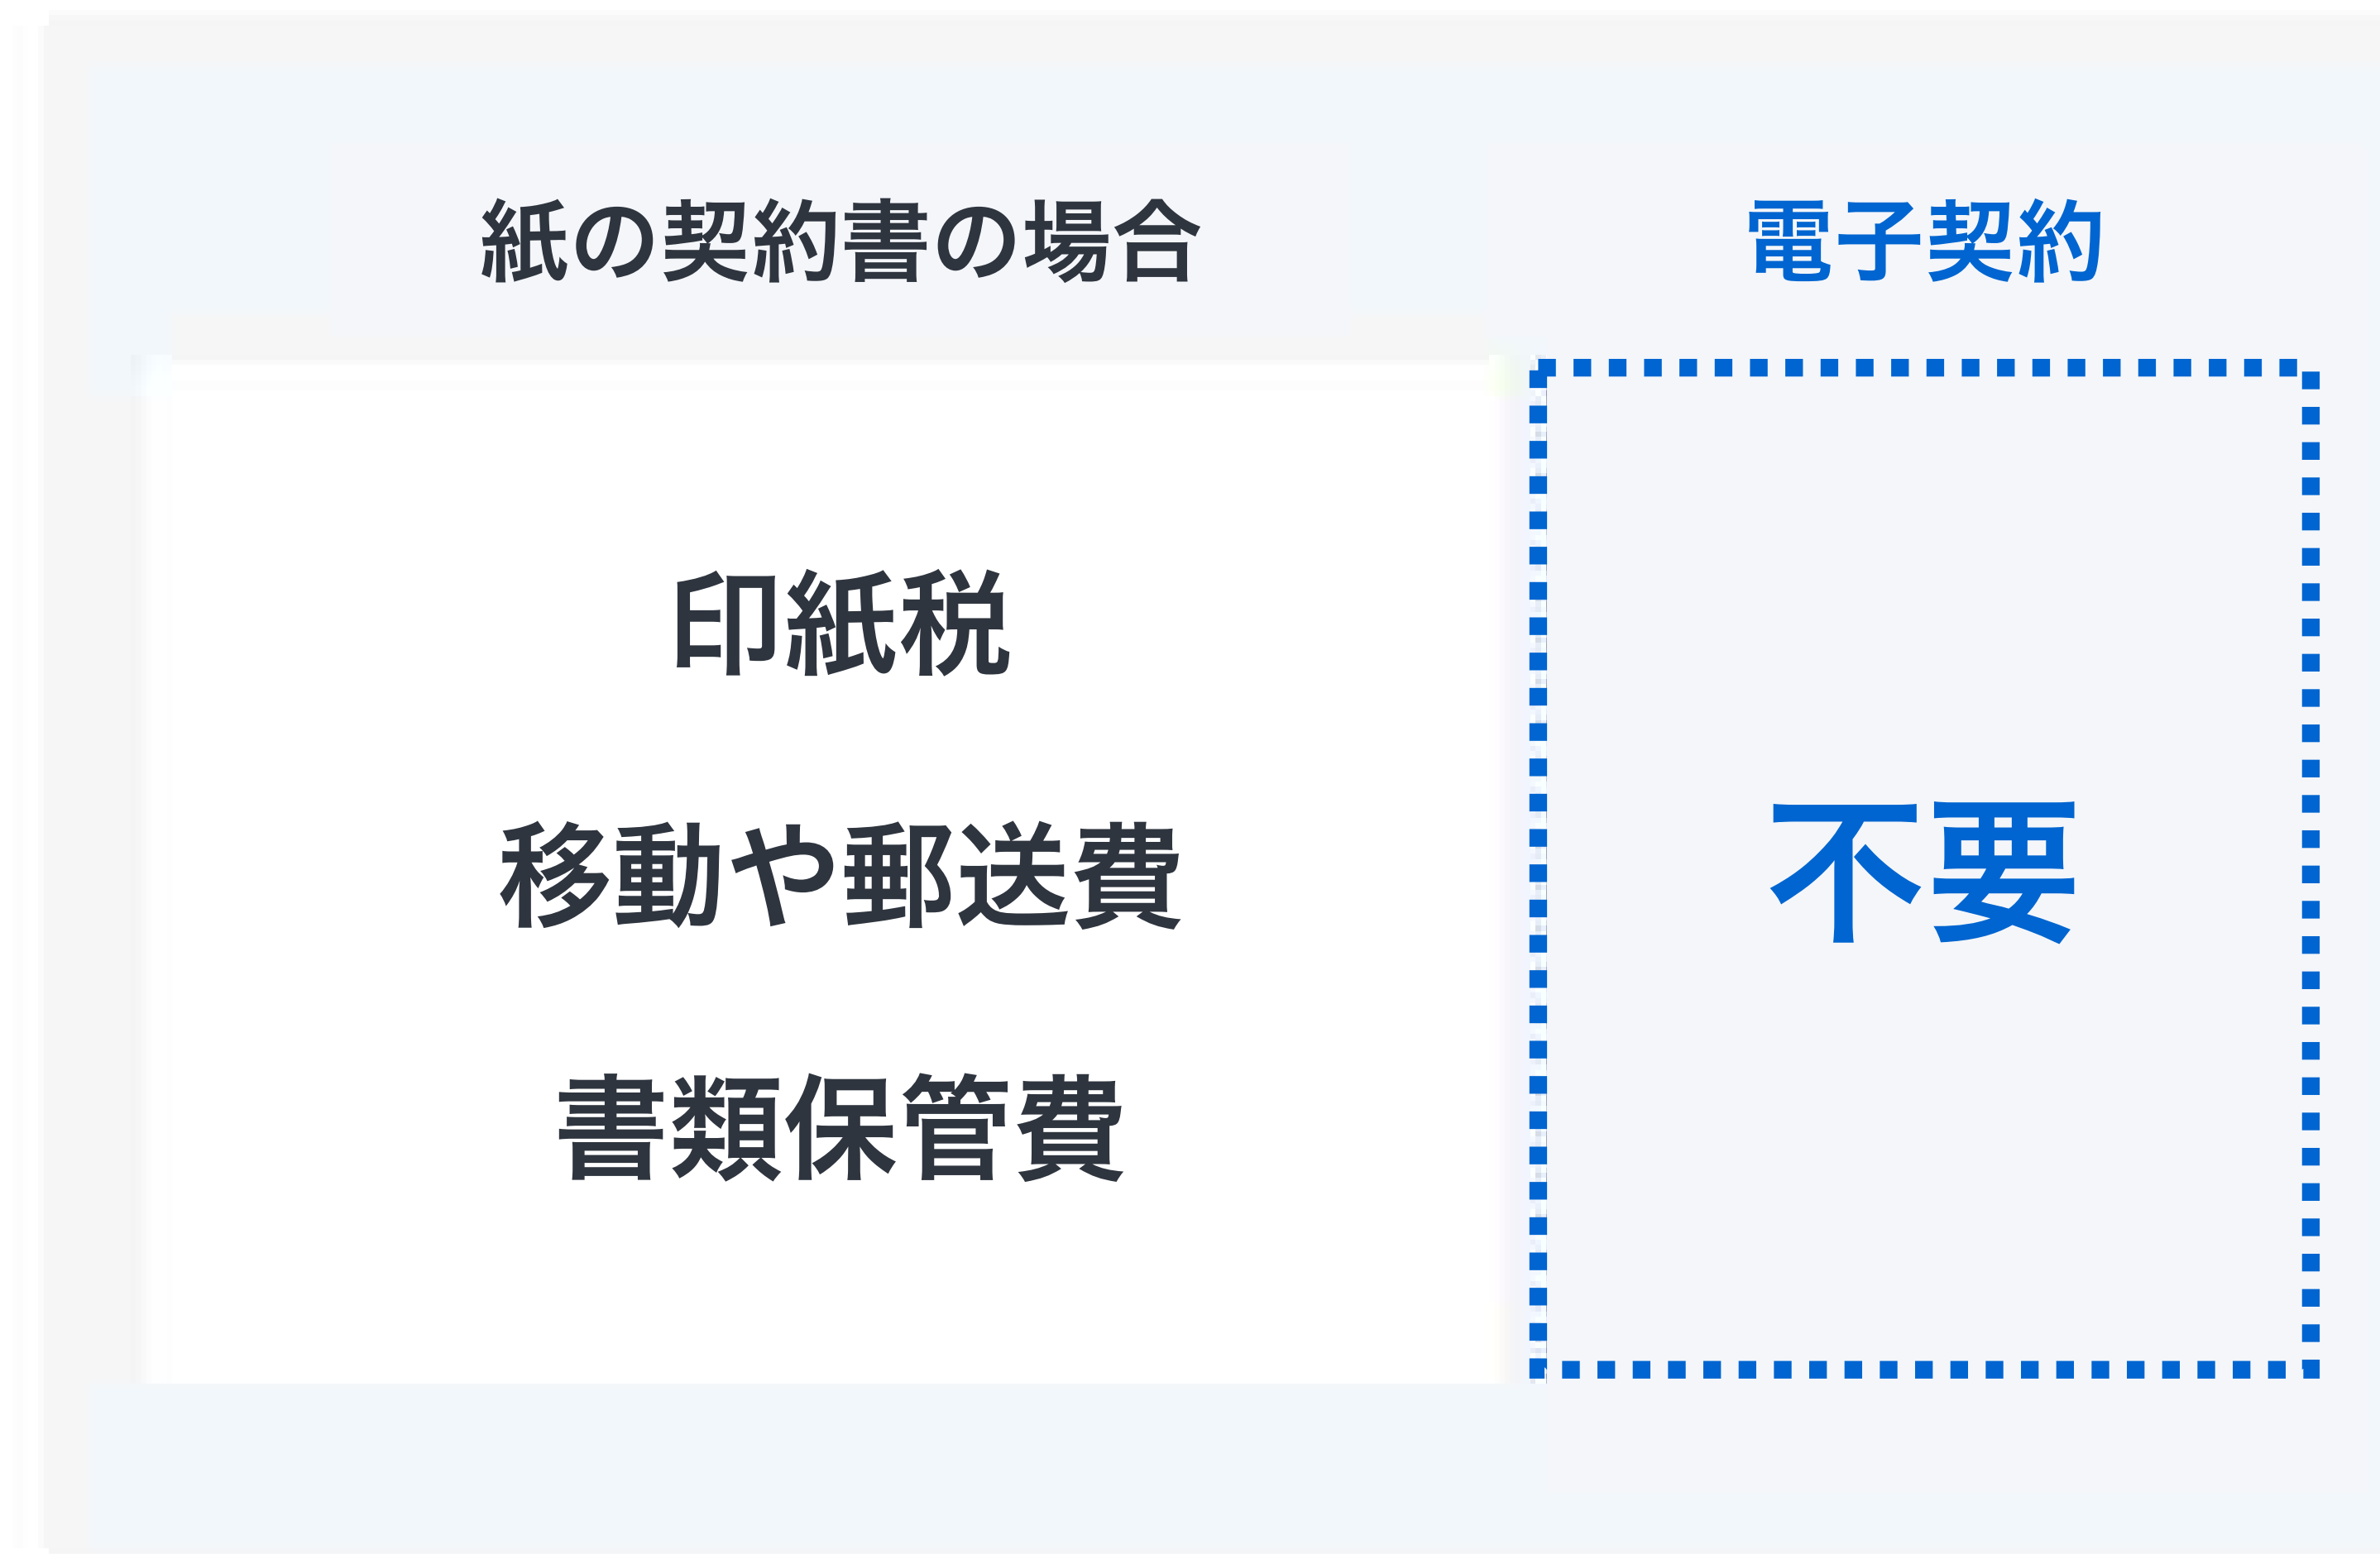 紙の契約書の場合
電子契約
印紙税
移動や郵送費
書類保管費
不要